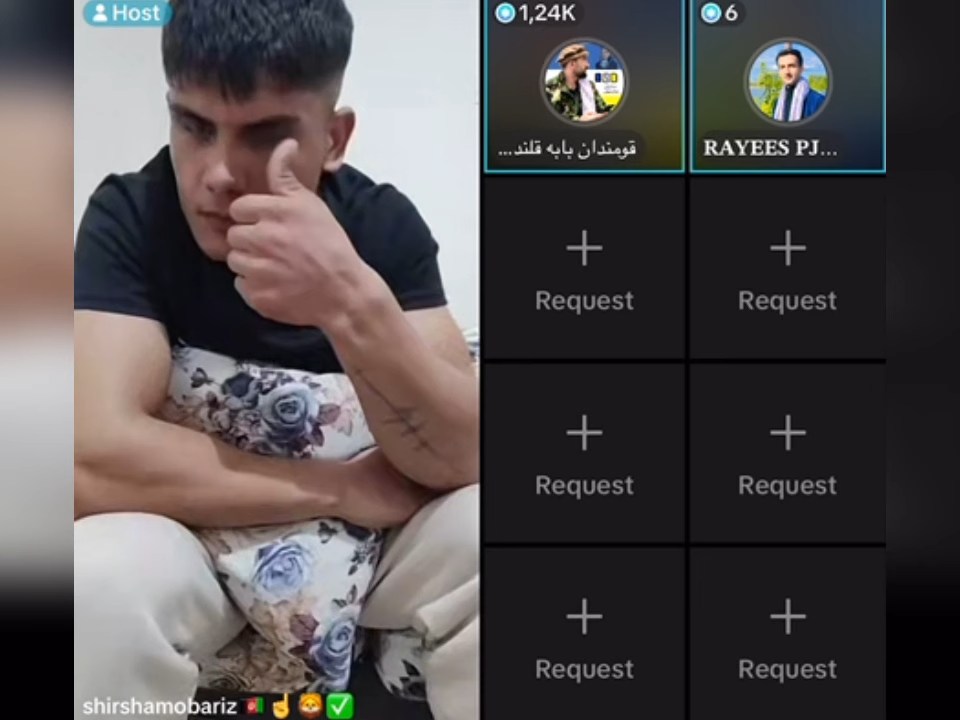 Host
1,24K
6
قومندان بابه قلند...
RAYEES PJ...
Request
Request
Request
Request
Request
Request
shirshamobariz 🇦🇫☝️🦁✅